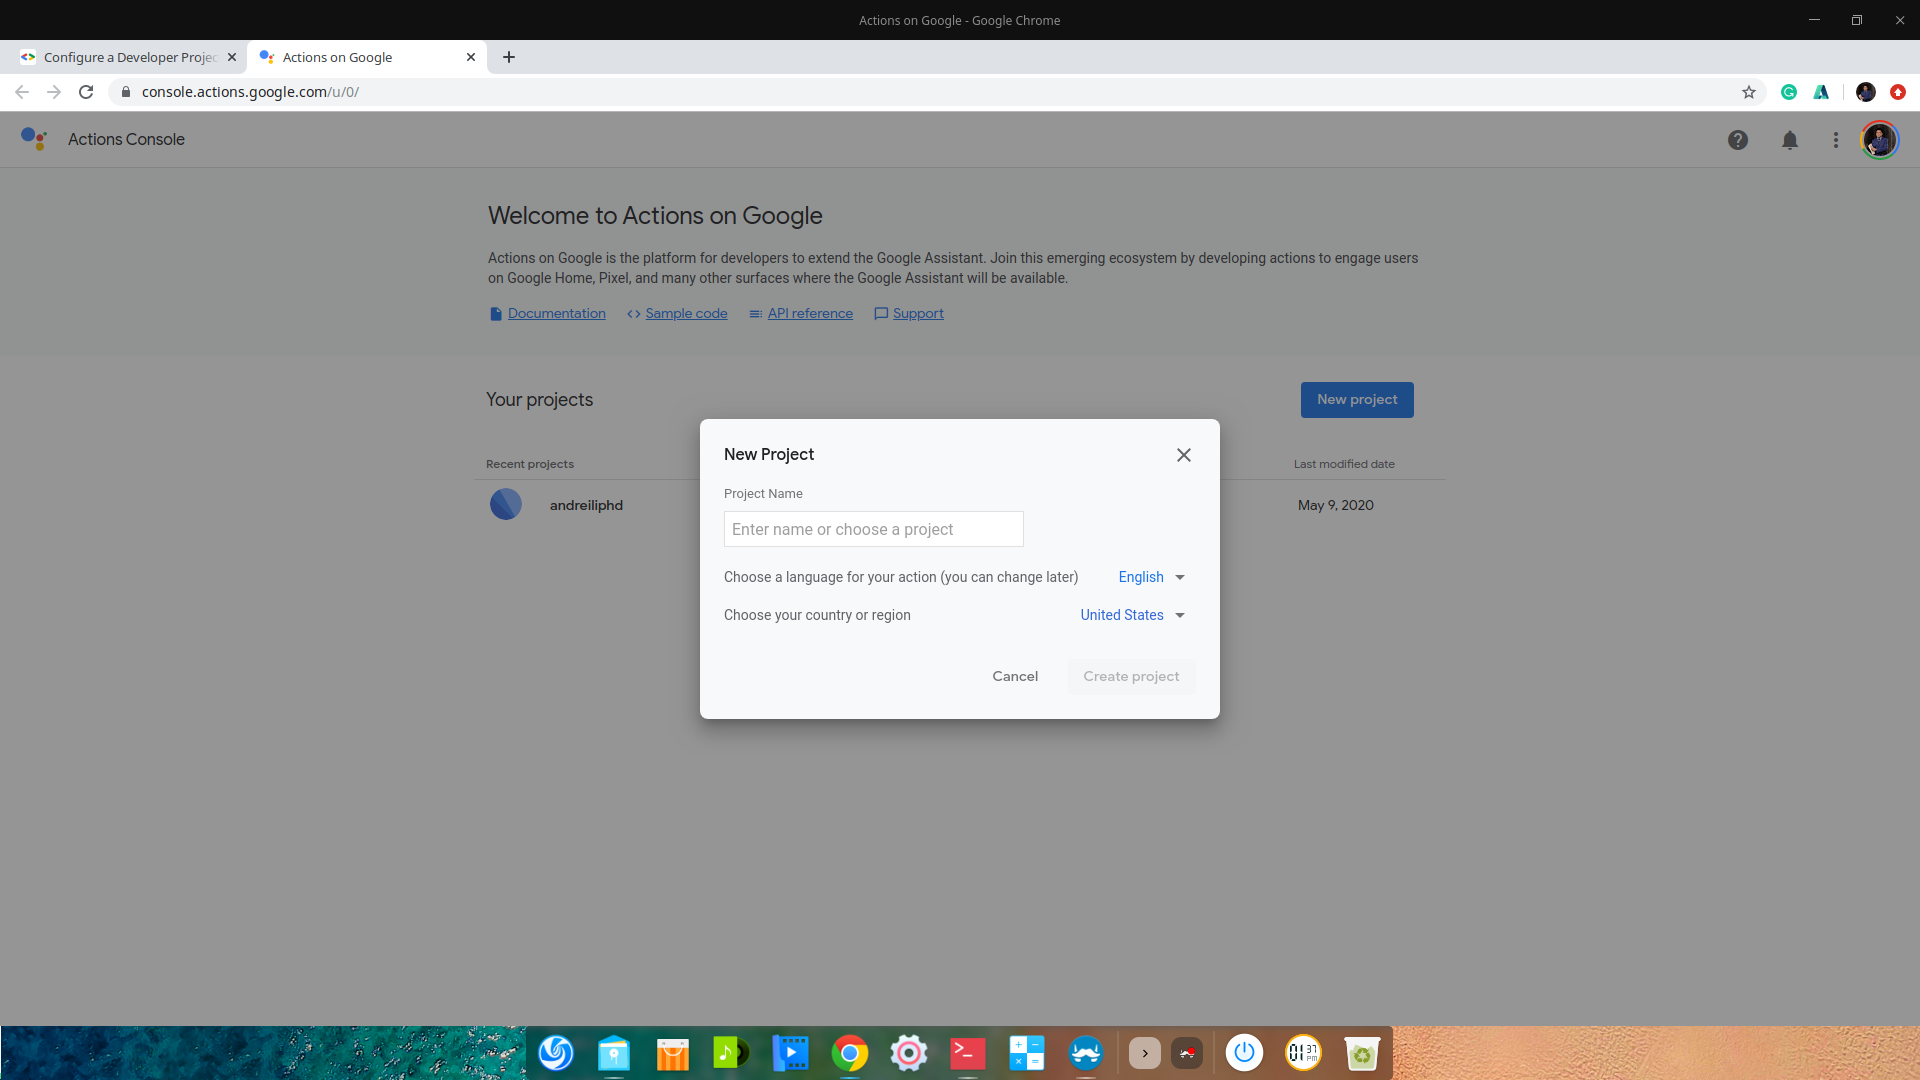 Actions on Google - Google Chrome
Configure a Developer Projec
Actions on Google
console.actions.google.com/u/0/
Actions Console
Welcome to Actions on Google
Actions on Google is the platform for developers to extend the Google Assistant. Join this emerging ecosystem by developing actions to engage users
on Google Home, Pixel, and many other surfaces where the Google Assistant will be available.
Documentation
Sample code
API reference
Support
Your projects
New project
Recent projects
Last modified date
andreiliphd
May 9, 2020
New Project
Project Name
Enter name or choose a project
Choose a language for your action (you can change later)
English
Choose your country or region
United States
Cancel
Create project
01 37 PM